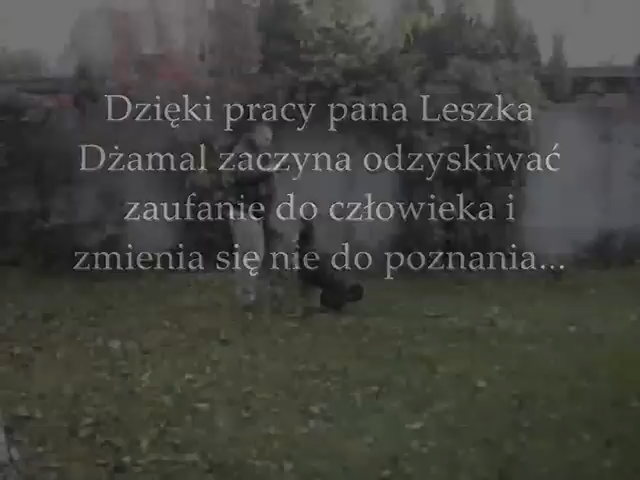 Dzięki pracy pana Leszka
Dżamal zaczyna odzyskiwać
zaufanie do człowieka i
zmienia się nie do poznania...